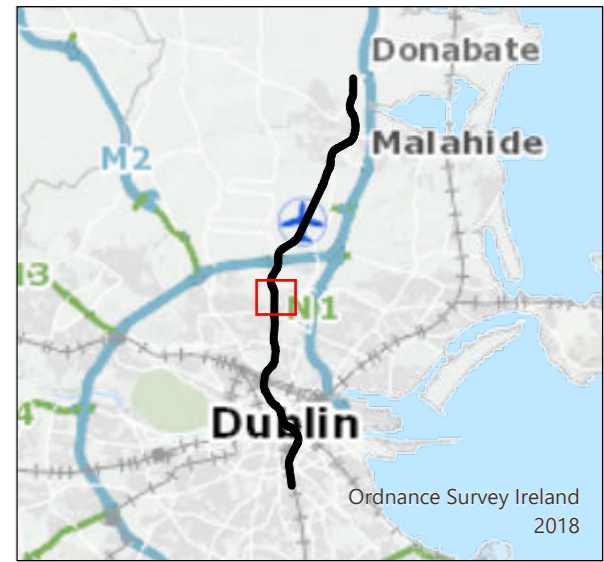 Donabate
M2
Malahide
N3
N1
4
Dublin
Ordnance Survey Ireland
2018